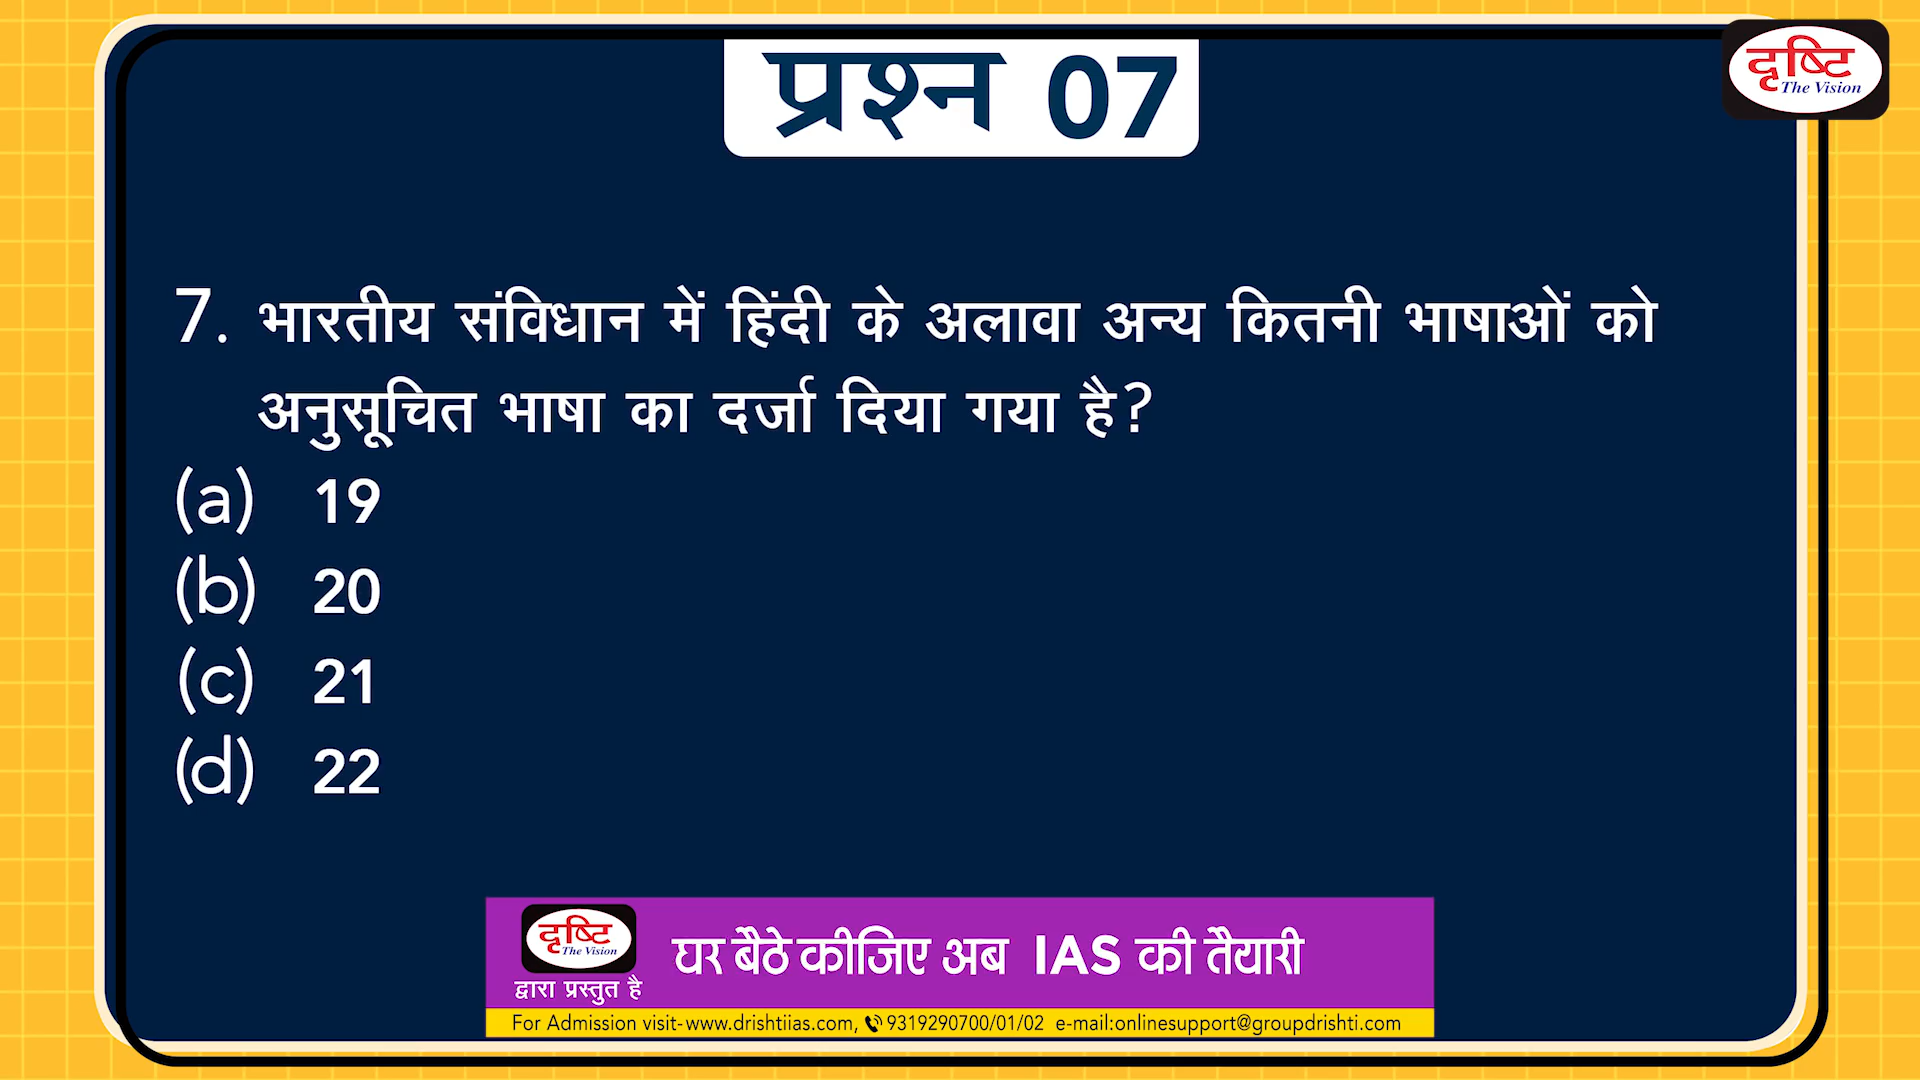 प्रश्न 07
दृष्टि
The Vision
7. भारतीय संविधान में हिंदी के अलावा अन्य कितनी भाषाओं को
अनुसूचित भाषा का दर्जा दिया गया है?
(a) 19
(b) 20
(c) 21
(d) 22
दृष्टि
The Vision
द्वारा प्रस्तुत है
घर बैठे कीजिए अब IAS की तैयारी
For Admission visit-www.drishtiias.com, 9319290700/01/02 e-mail:onlinesupport@groupdrishti.com